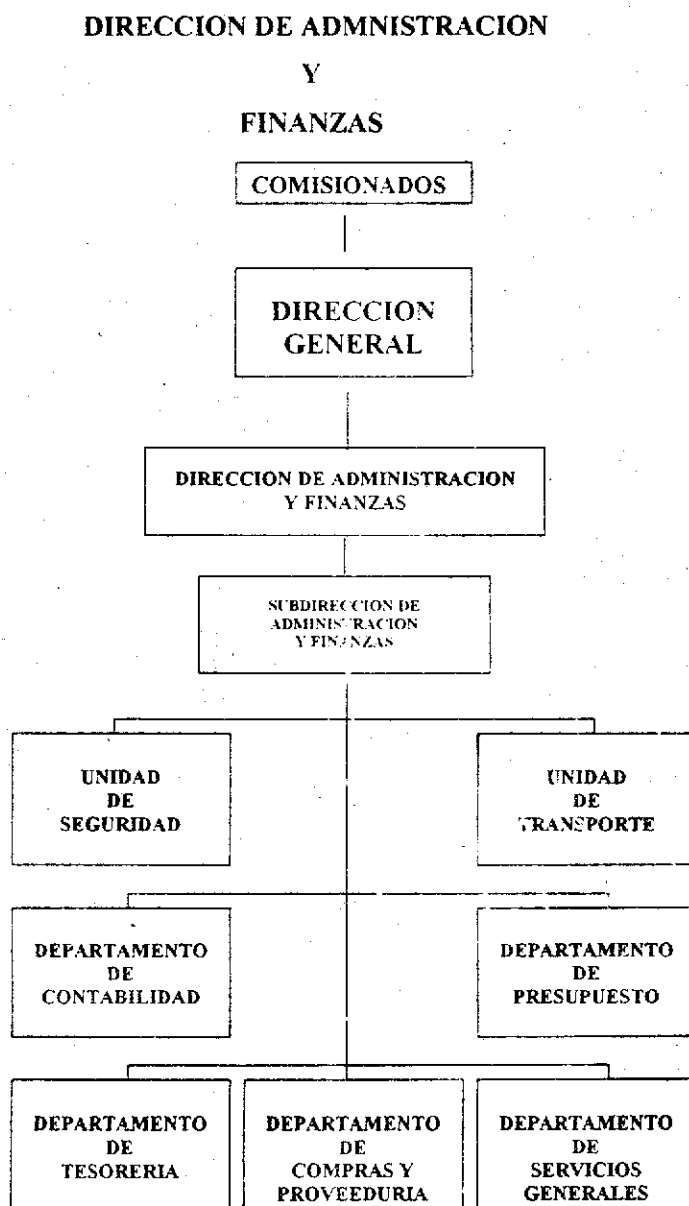 DIRECCION DE ADMNISTRACION
Y
FINANZAS
COMISIONADOS
DIRECCION
GENERAL
DIRECCION DE ADMINISTRACION
Y FINANZAS
SUBDIRECCION DE
ADMINISTRACION
Y FINANZAS
UNIDAD
DE
SEGURIDAD
UNIDAD
DE
TRANSPORTE
DEPARTAMENTO
DE
CONTABILIDAD
DEPARTAMENTO
DE
PRESUPUESTO
DEPARTAMENTO
DE
TESORERIA
DEPARTAMENTO
DE
COMPRAS Y
PROVEEDURIA
DEPARTAMENTO
DE
SERVICIOS
GENERALES